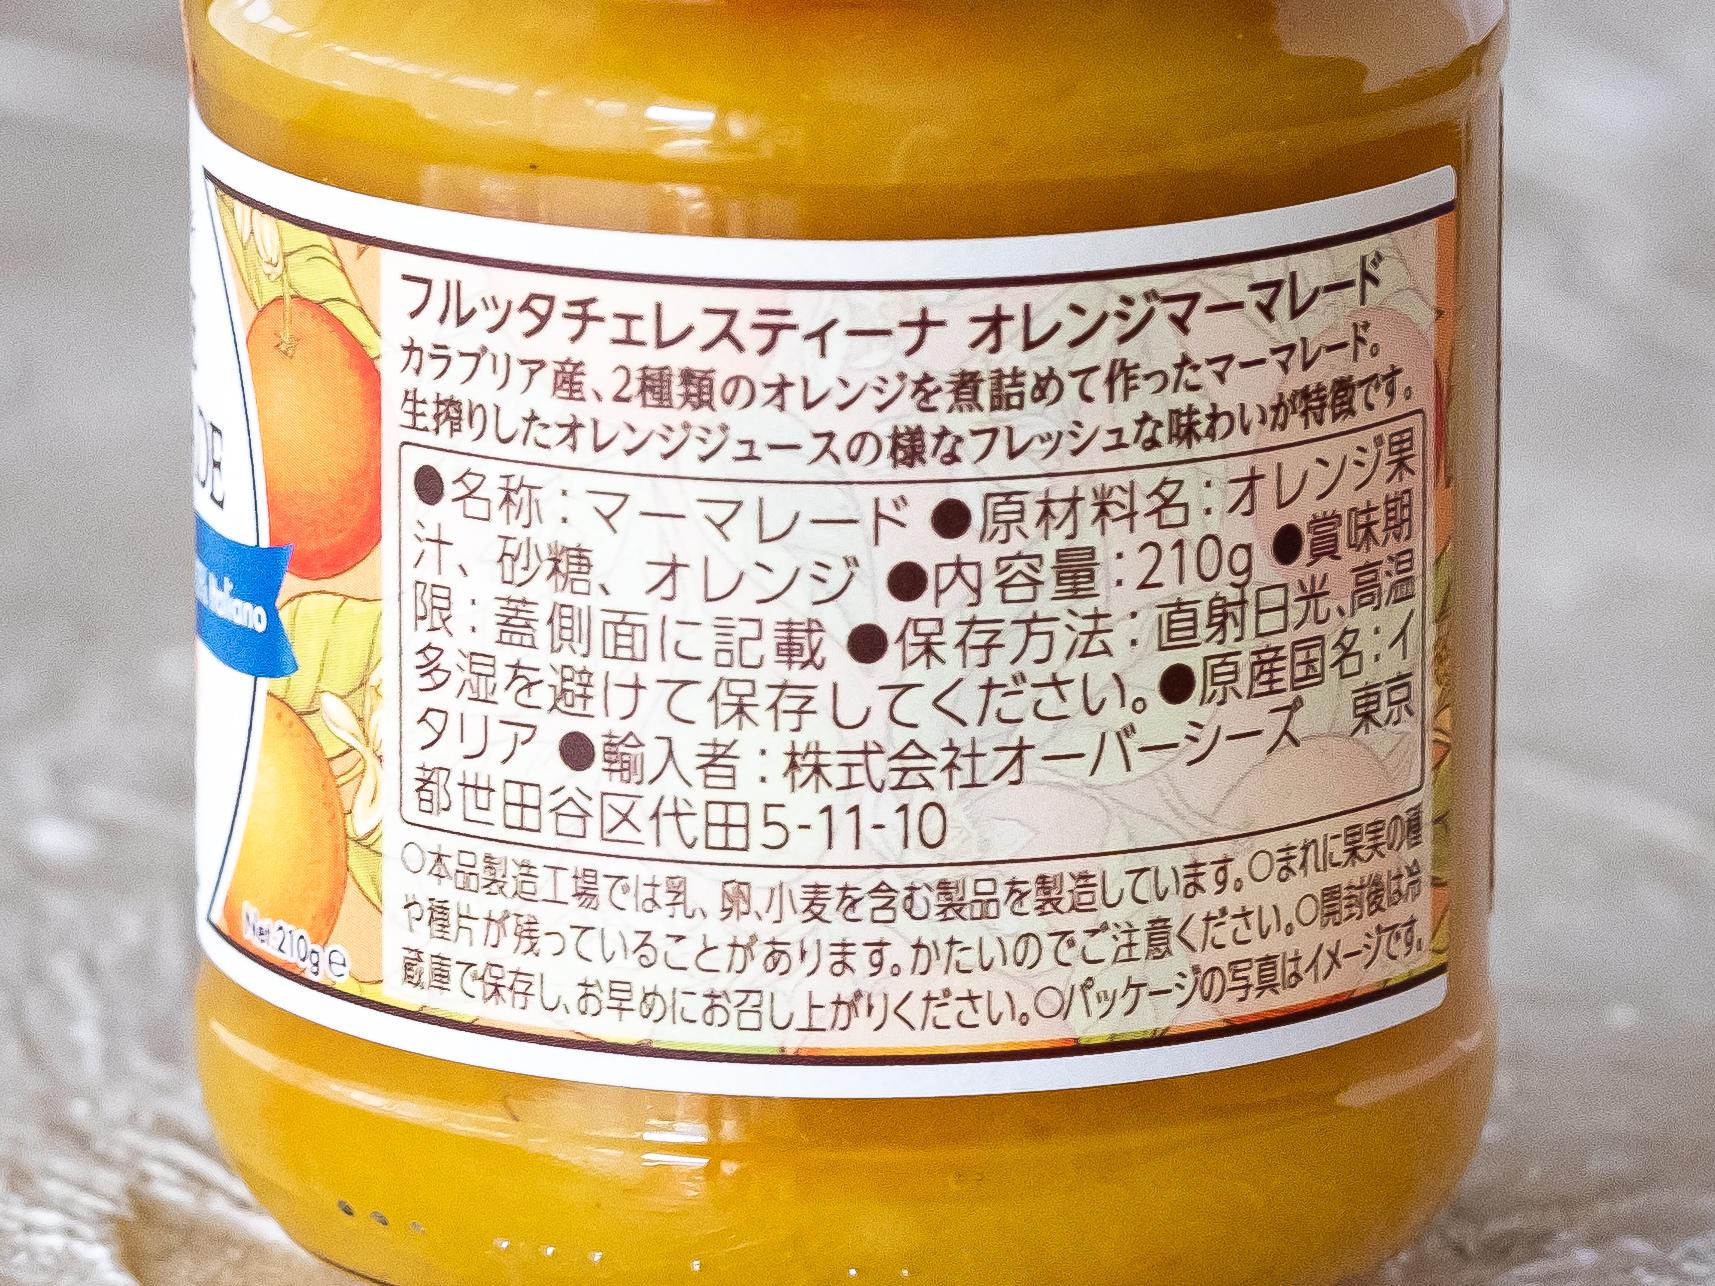 フルッタチェレスティーナ オレンジマーマレード
カラブリア産、2種類のオレンジを煮詰めて作ったマーマレード。
生搾りしたオレンジジュースの様なフレッシュな味わいが特徴です。
●名称:マーマレード ●原材料名:オレンジ果
汁、砂糖、オレンジ ●内容量:210g ●賞味期
限:蓋側面に記載 ●保存方法:直射日光、高温
多湿を避けて保存してください。●原産国名:イ
タリア ●輸入者:株式会社オーバーシーズ 東京
都世田谷区代田5-11-10
○本品製造工場では乳、卵、小麦を含む製品を製造しています。○まれに果実の種
や種片が残っていることがあります。かたいのでご注意ください。○開封後は冷
蔵庫で保存し、お早めにお召し上がりください。○パッケージの写真はイメージです。
DE
Italiano
Net 210g ℮